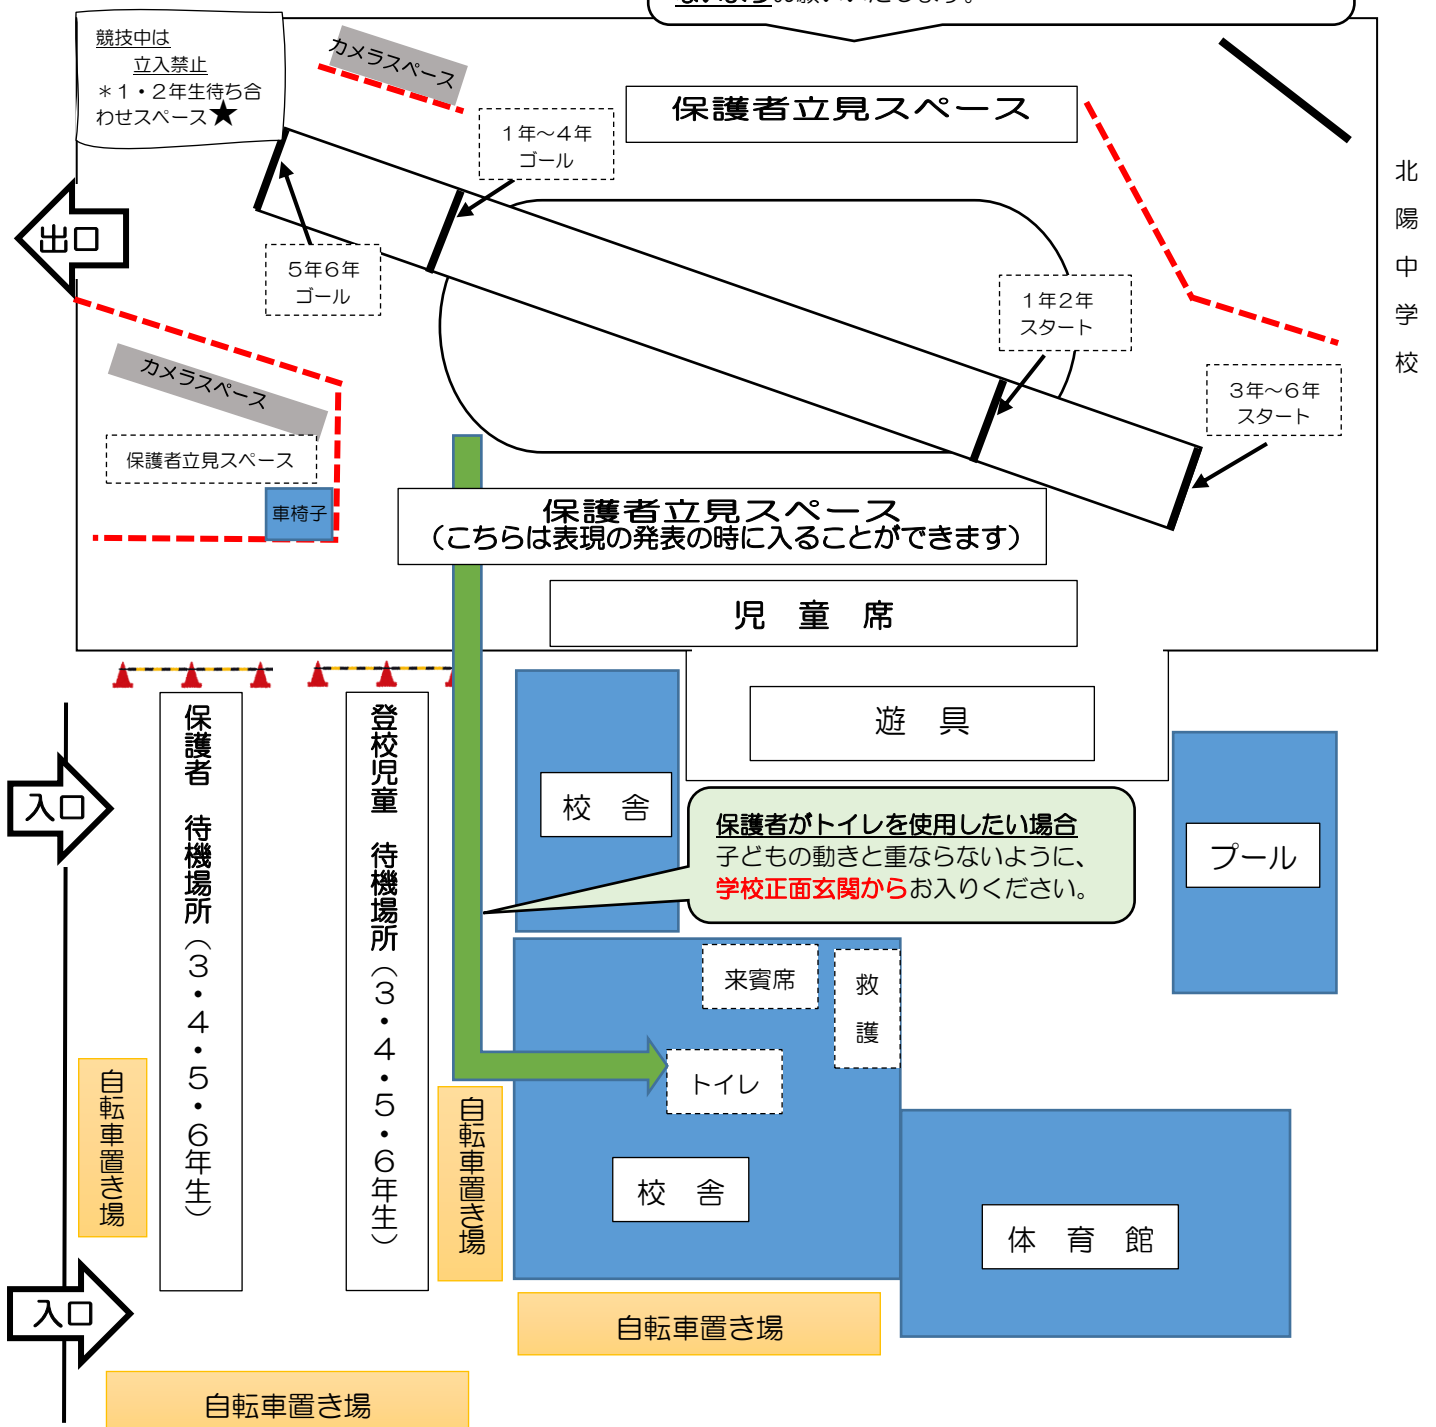 ないようお願いいたします。
競技中は
立入禁止
＊１・２年生待ち合
わせスペース★
カメラスペース
保護者立見スペース
１年～４年
ゴール
北陽中学校
出口
５年６年
ゴール
１年２年
スタート
３年～６年
スタート
カメラスペース
保護者立見スペース
車椅子
保護者立見スペース
（こちらは表現の発表の時に入ることができます）
児　童　席
遊　具
保護者　待機場所（３・４・５・６年生）
登校児童　待機場所（３・４・５・６年生）
入口
校　舎
保護者がトイレを使用したい場合
子どもの動きと重ならないように、
学校正面玄関からお入りください。
プール
来賓席
救護
トイレ
自転車置き場
自転車置き場
校　舎
体　育　館
入口
自転車置き場
自転車置き場